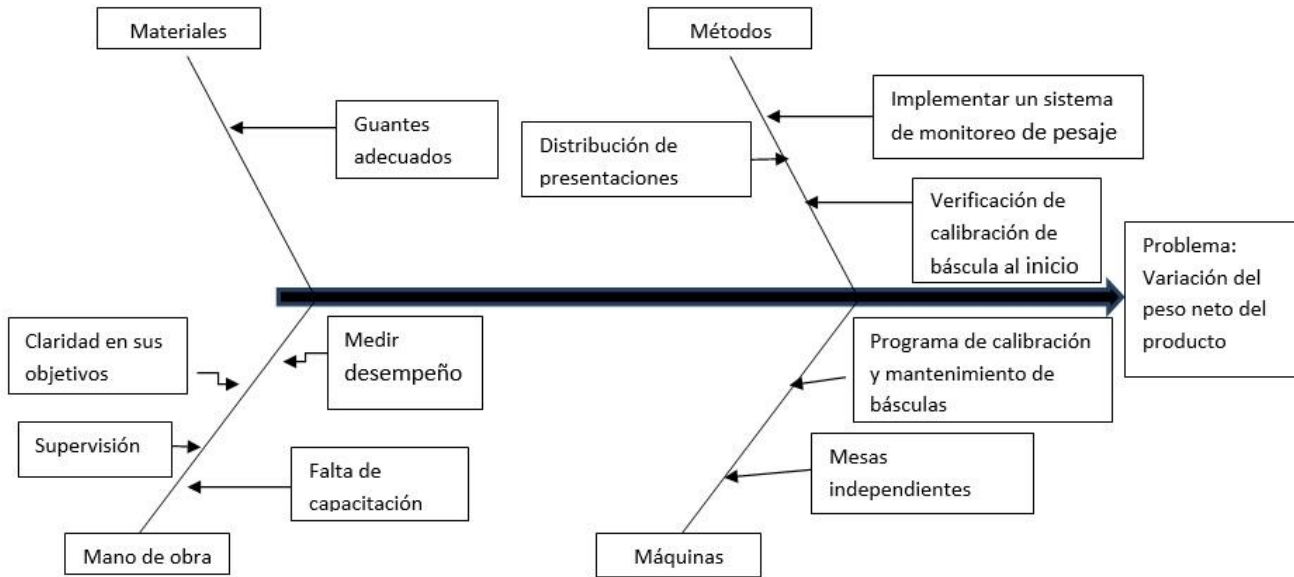 Materiales
Métodos
Guantes
adecuados
Distribución de
presentaciones
Implementar un sistema
de monitoreo de pesaje
Verificación de
calibración de
báscula al inicio
Problema:
Variación del
peso neto del
producto
Claridad en sus
objetivos
Medir
desempeño
Supervisión
Falta de
capacitación
Programa de calibración
y mantenimiento de
básculas
Mesas
independientes
Mano de obra
Máquinas